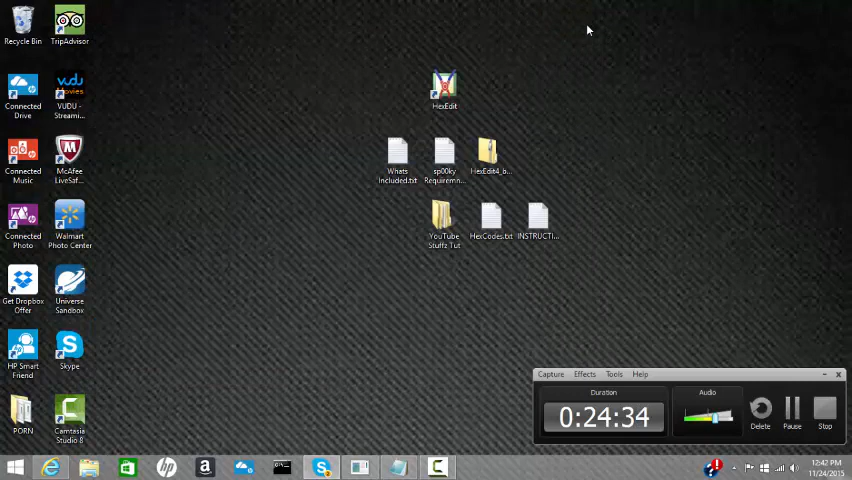 Recycle Bin
TripAdvisor
Connected
Drive
VUDU -
Streami...
HexEdit
Connected
Music
McAfee
LiveSaf...
Whats
Included.txt
sp00ky
Requiremn...
HexEdit4_b...
Connected
Photo
Walmart
Photo Center
YouTube
Stuffz Tut
HexCodes.txt
INSTRUCTI...
Get Dropbox
Offer
Universe
Sandbox
HP Smart
Friend
Skype
PORN
Camtasia
Studio 8
Capture Effects Tools Help
Duration
Audio
0:24:34
Delete
Pause
Stop
12:42 PM
11/24/2015